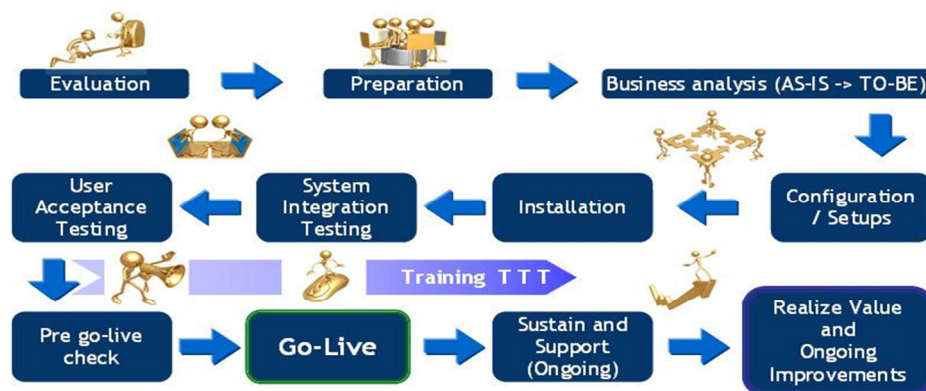 Evaluation
Preparation
Business analysis (AS-IS -> TO-BE)
Configuration
/ Setups
Installation
System
Integration
Testing
User
Acceptance
Testing
Training T T T
Pre go-live
check
Go-Live
Sustain and
Support
(Ongoing)
Realize Value
and
Ongoing
Improvements